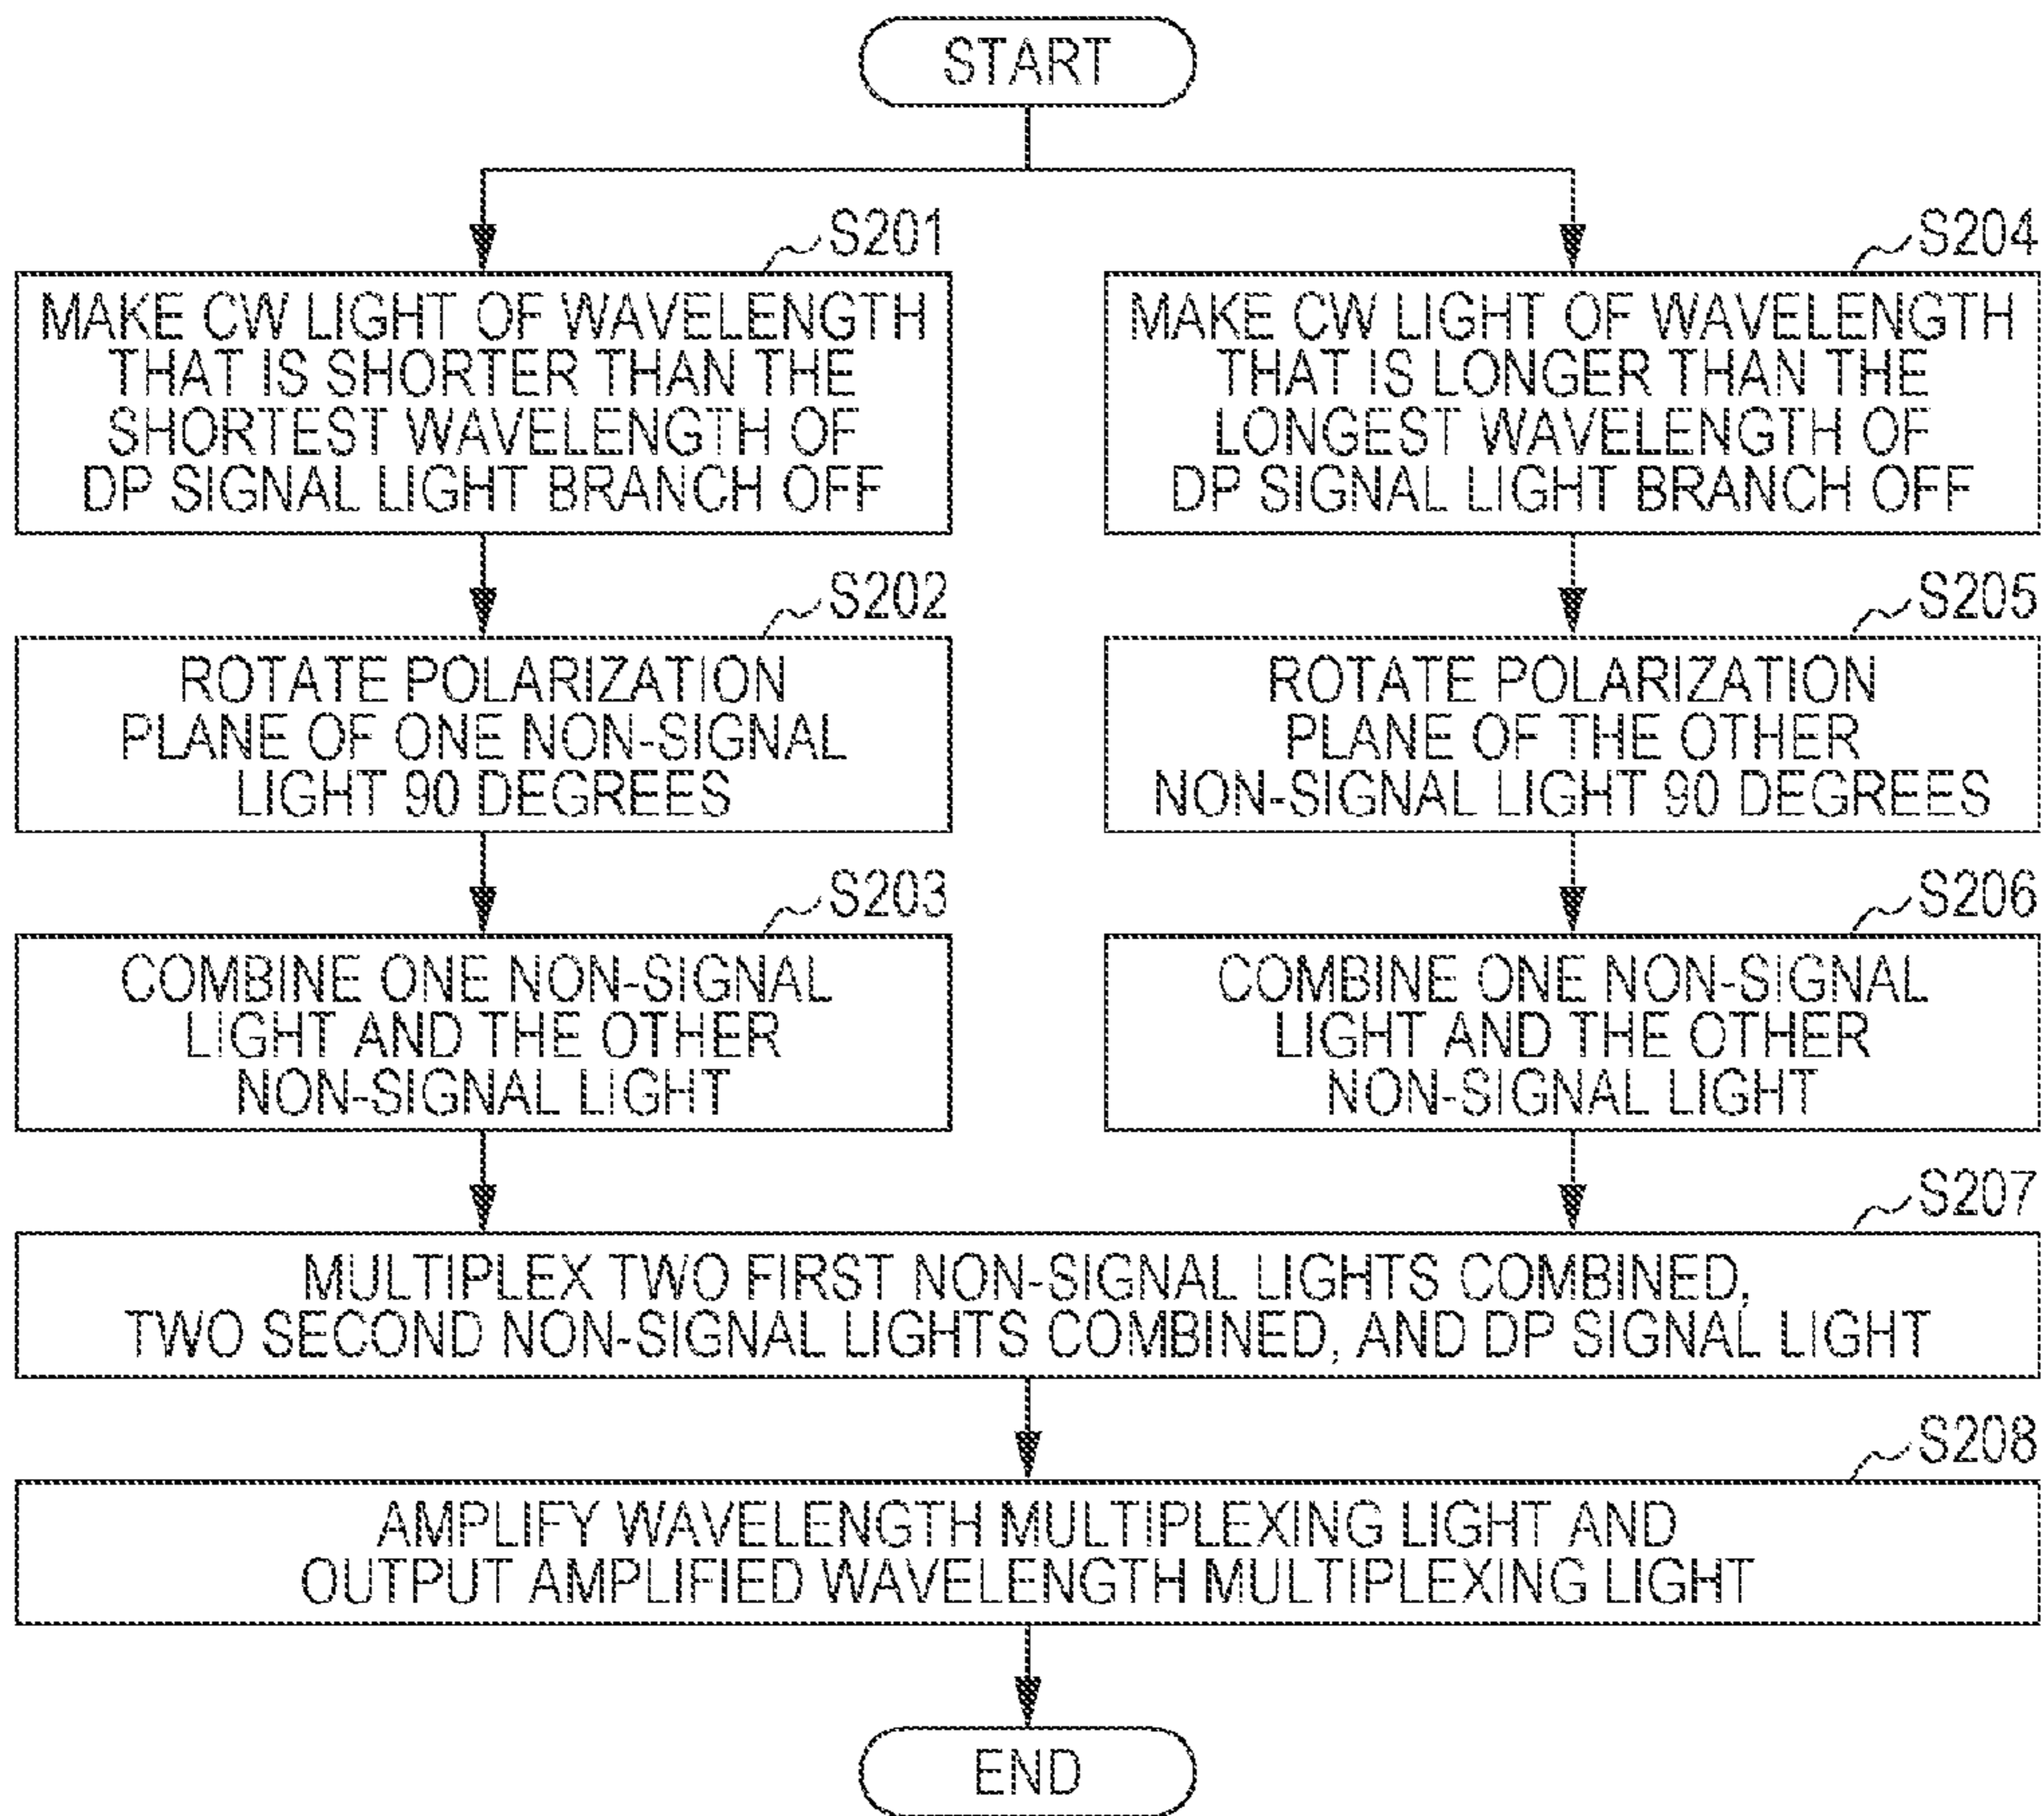 START
S201
MAKE CW LIGHT OF WAVELENGTH
THAT IS SHORTER THAN THE
SHORTEST WAVELENGTH OF
DP SIGNAL LIGHT BRANCH OFF
S202
ROTATE POLARIZATION
PLANE OF ONE NON-SIGNAL
LIGHT 90 DEGREES
S203
COMBINE ONE NON-SIGNAL
LIGHT AND THE OTHER
NON-SIGNAL LIGHT
S204
MAKE CW LIGHT OF WAVELENGTH
THAT IS LONGER THAN THE
LONGEST WAVELENGTH OF
DP SIGNAL LIGHT BRANCH OFF
S205
ROTATE POLARIZATION
PLANE OF THE OTHER
NON-SIGNAL LIGHT 90 DEGREES
S206
COMBINE ONE NON-SIGNAL
LIGHT AND THE OTHER
NON-SIGNAL LIGHT
S207
MULTIPLEX TWO FIRST NON-SIGNAL LIGHTS COMBINED,
TWO SECOND NON-SIGNAL LIGHTS COMBINED, AND DP SIGNAL LIGHT
S208
AMPLIFY WAVELENGTH MULTIPLEXING LIGHT AND
OUTPUT AMPLIFIED WAVELENGTH MULTIPLEXING LIGHT
END